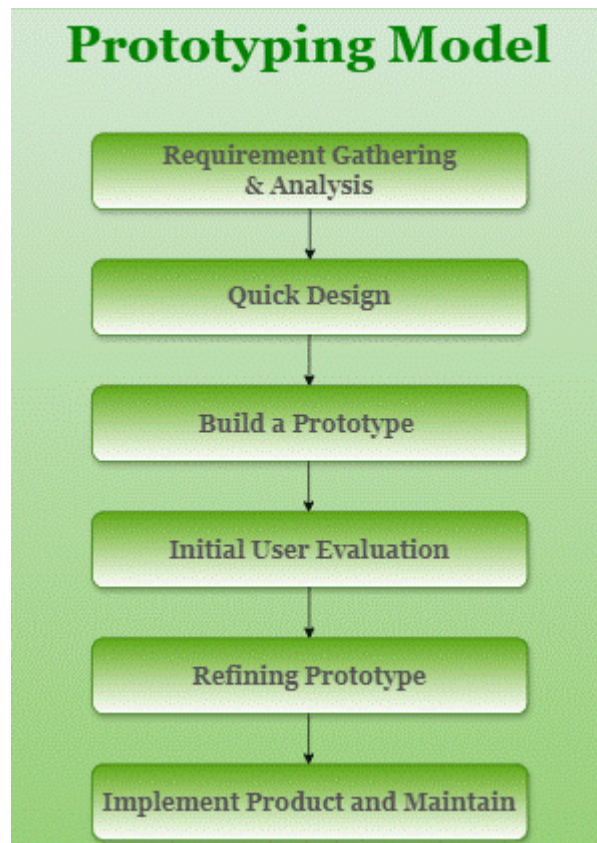 Prototyping Model
Requirement Gathering
& Analysis
Quick Design
Build a Prototype
Initial User Evaluation
Refining Prototype
Implement Product and Maintain